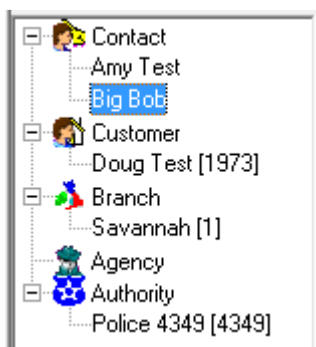 Contact
Amy Test
Big Bob
Customer
Doug Test [1973]
Branch
Savannah [1]
Agency
Authority
Police 4349 [4349]